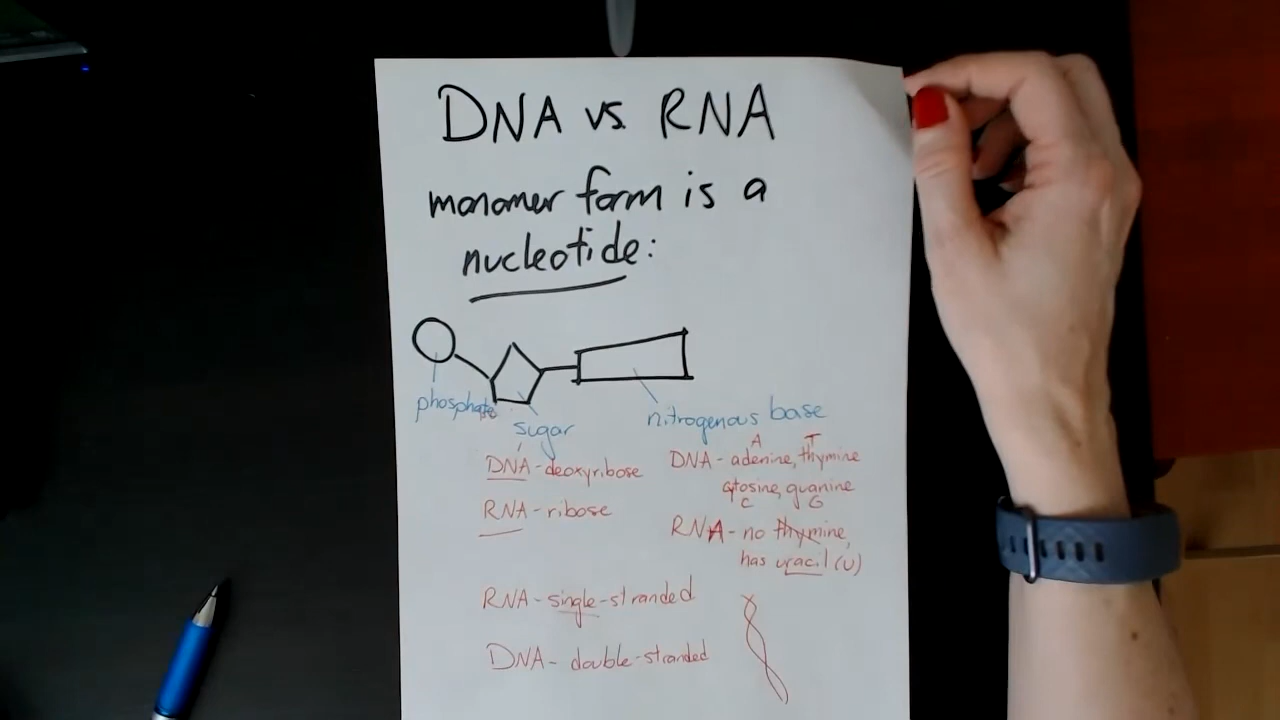 DNA vs. RNA
monomer form is a
nucleotide:
phosphate
sugar
nitrogenous base
DNA - deoxyribose
RNA - ribose
A T
DNA - adenine, thymine
cytosine, guanine
C G
RNA - no thymine,
has uracil (U)
RNA - single-stranded
DNA - double-stranded